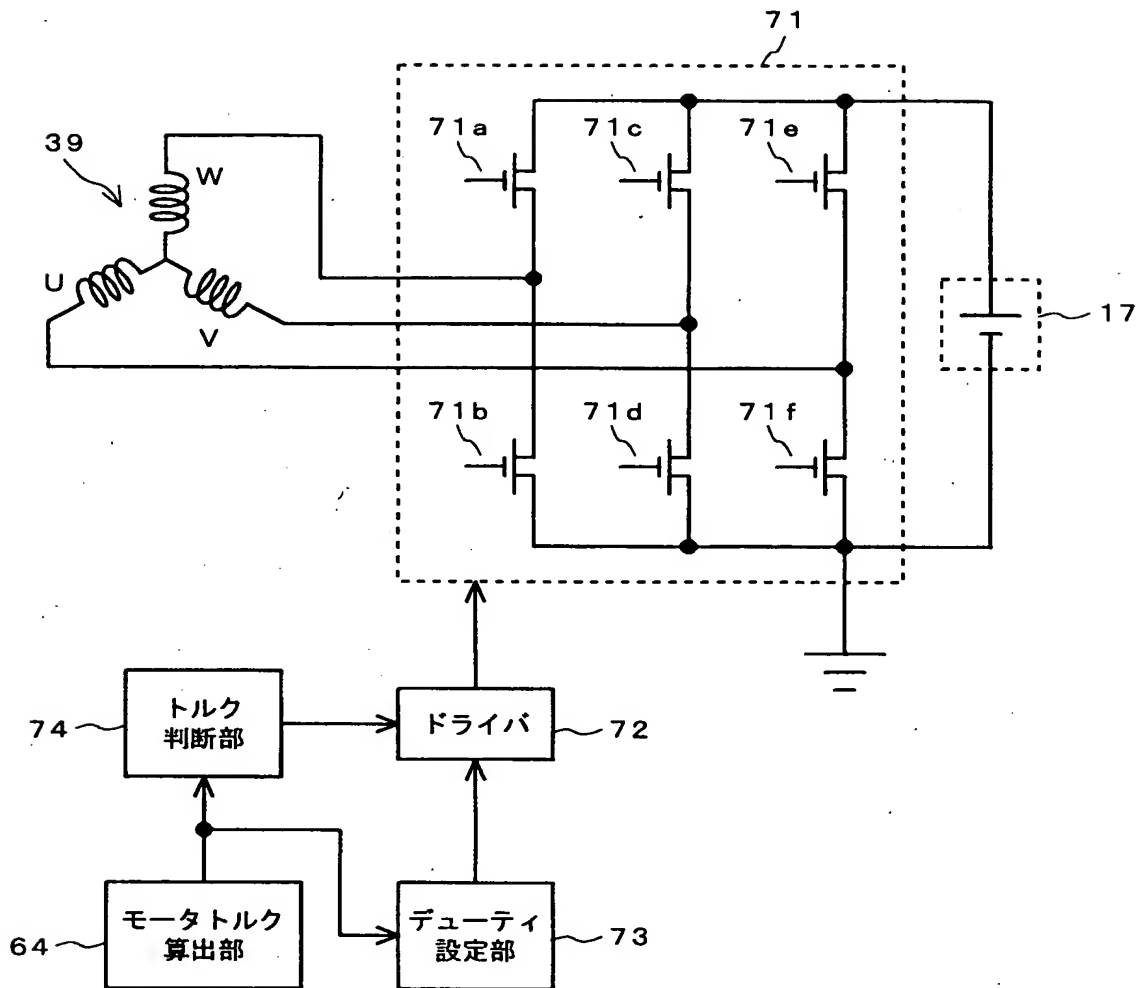 71
71a
71c
71e
39
W
U
V
17
71b
71d
71f
74
トルク
判断部
ドライバ
72
64
モータトルク
算出部
デューティ
設定部
73